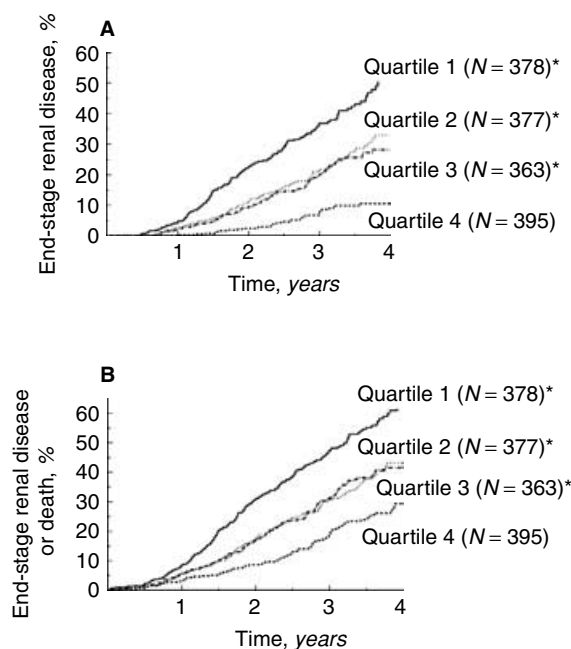 A
End-stage renal disease, %
60
50
40
30
20
10
0
Quartile 1 (N = 378)*
Quartile 2 (N = 377)*
Quartile 3 (N = 363)*
Quartile 4 (N = 395)
1 2 3 4
Time, years
B
End-stage renal disease
or death, %
60
50
40
30
20
10
0
Quartile 1 (N = 378)*
Quartile 2 (N = 377)*
Quartile 3 (N = 363)*
Quartile 4 (N = 395)
1 2 3 4
Time, years